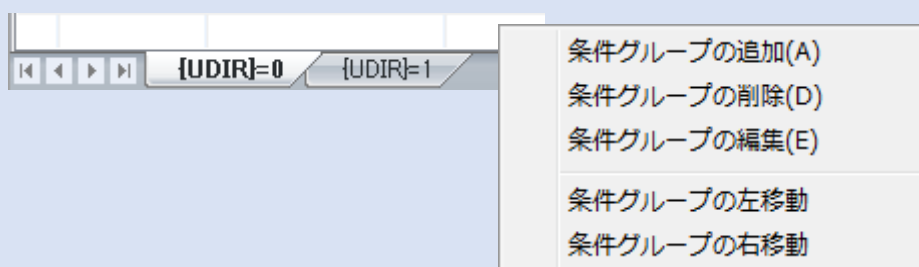 {UDIR}=0 {UDIR}=1
条件グループの追加(A)
条件グループの削除(D)
条件グループの編集(E)
条件グループの左移動
条件グループの右移動